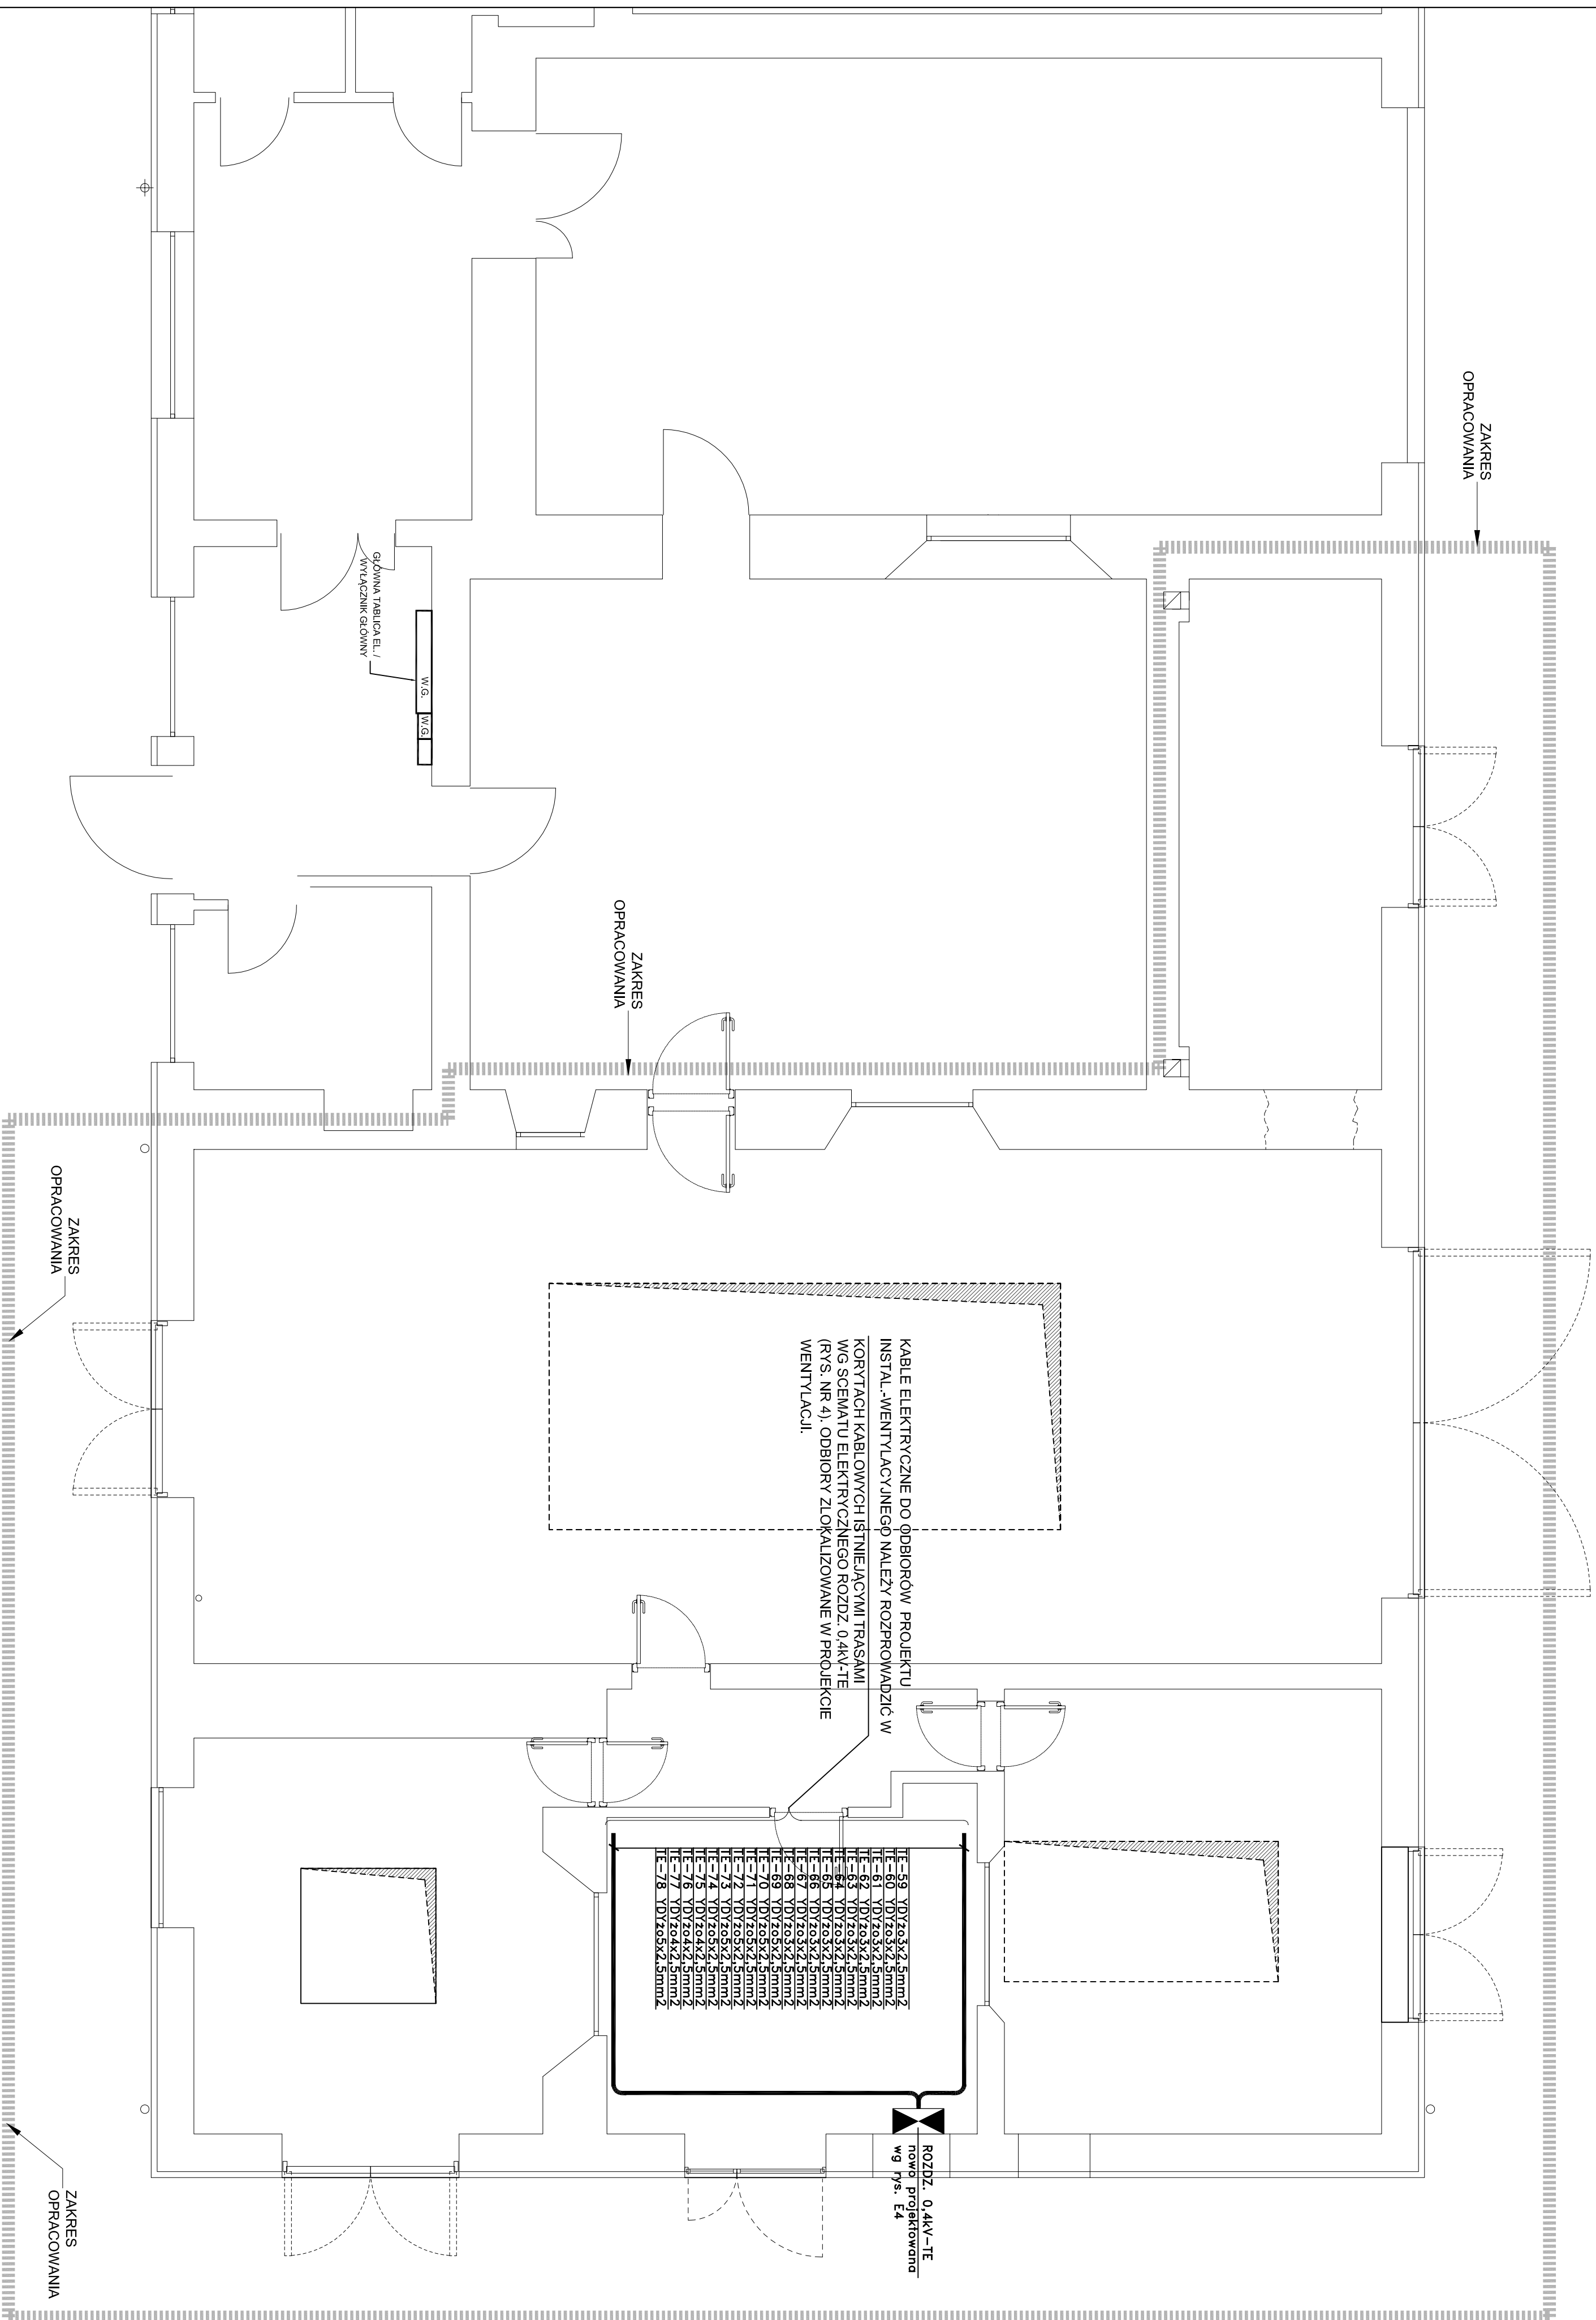 ZAKRES
OPRACOWANIA
GŁÓWNA TABLICA EL. /
WYŁĄCZNIK GŁÓWNY
W.G.
W.G.
ZAKRES
OPRACOWANIA
ZAKRES
OPRACOWANIA
KABLE ELEKTRYCZNE DO ODBIORÓW PROJEKTU
INSTAL.-WENTYLACYJNEGO NALEŻY ROZPROWADZIĆ W
KORYTACH KABLOWYCH ISTNIEJĄCYMI TRASAMI
WG SCEMATU ELEKTRYCZNEGO ROZDZ. 0,4kV-TE
(RYS. NR 4). ODBIORY ZLOKALIZOWANE W PROJEKCIE
WENTYLACJI.
TE-59 YDYżo3x2,5mm2
TE-60 YDYżo3x2,5mm2
TE-61 YDYżo3x2,5mm2
TE-62 YDYżo3x2,5mm2
TE-63 YDYżo3x2,5mm2
TE-64 YDYżo3x2,5mm2
TE-65 YDYżo3x2,5mm2
TE-66 YDYżo3x2,5mm2
TE-67 YDYżo3x2,5mm2
TE-68 YDYżo3x2,5mm2
TE-69 YDYżo5x2,5mm2
TE-70 YDYżo5x2,5mm2
TE-71 YDYżo5x2,5mm2
TE-72 YDYżo5x2,5mm2
TE-73 YDYżo5x2,5mm2
TE-74 YDYżo5x2,5mm2
TE-75 YDYżo4x2,5mm2
TE-76 YDYżo4x2,5mm2
TE-77 YDYżo4x2,5mm2
TE-78 YDYżo5x2,5mm2
ROZDZ. 0,4kV-TE
nowo projektowana
wg rys. E4
ZAKRES
OPRACOWANIA